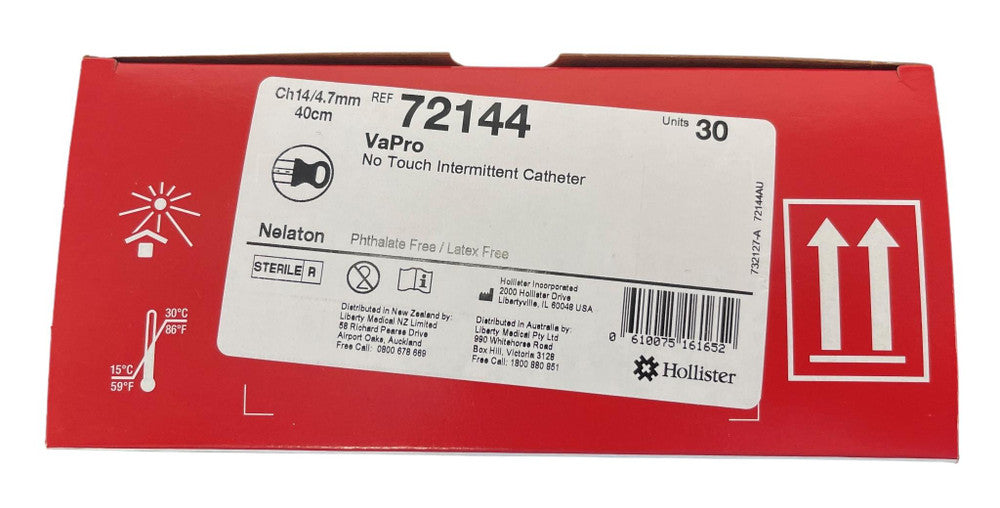 Ch14/4.7mm
40cm
REF 72144
Units 30
VaPro
No Touch Intermittent Catheter
Nelaton
Phthalate Free / Latex Free
STERILE R
2
i
Hollister Incorporated
2000 Hollister Drive
Libertyville, IL 60048 USA
Distributed in New Zealand by:
Liberty Medical NZ Limited
58 Richard Pearse Drive
Airport Oaks, Auckland
Free Call: 0800 678 669
Distributed in Australia by:
Liberty Medical Pty Ltd
990 Whitehorse Road
Box Hill, Victoria 3128
Free Call: 1800 880 851
0 610075 161652
Hollister
732127-A 72144AU
30°C
86°F
15°C
59°F